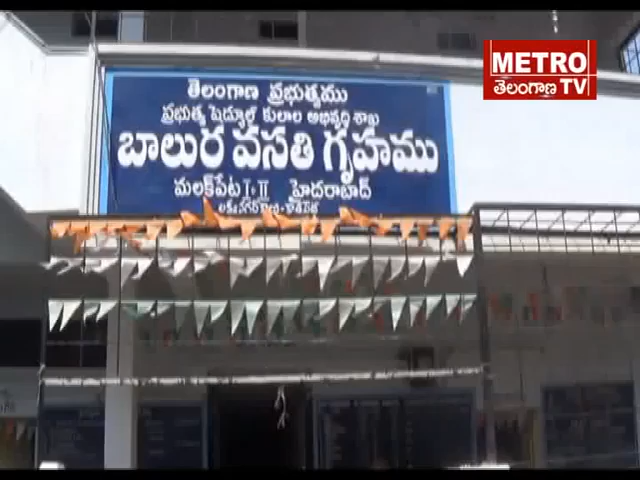 METRO
తెలంగాణ TV
తెలంగాణ ప్రభుత్వము
ప్రభుత్వ షెడ్యూల్ కులాల అభివృద్ధి శాఖ
బాలుర వసతి గృహము
మలక్‌పేట I+II హైదరాబాద్